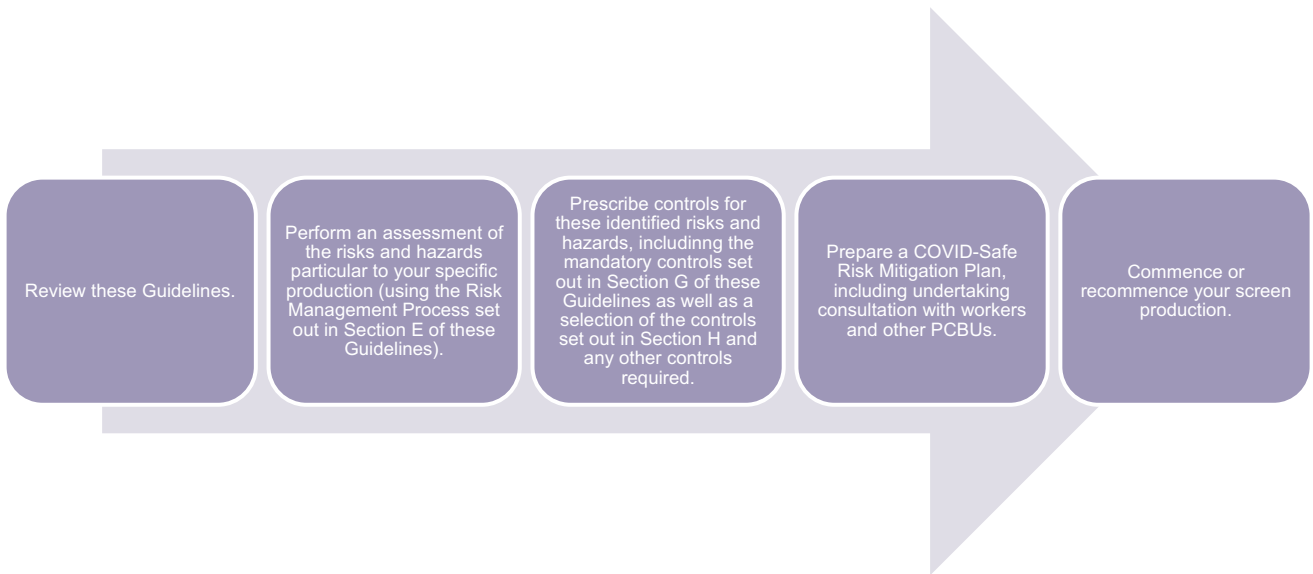 Review these Guidelines.
Perform an assessment of
the risks and hazards
particular to your specific
production (using the Risk
Management Process set
out in Section E of these
Guidelines).
Prescribe controls for
these identified risks and
hazards, includinng the
mandatory controls set
out in Section G of these
Guidelines as well as a
selection of the controls
set out in Section H and
any other controls
required.
Prepare a COVID-Safe
Risk Mitigation Plan,
including undertaking
consultation with workers
and other PCBUs.
Commence or
recommence your screen
production.